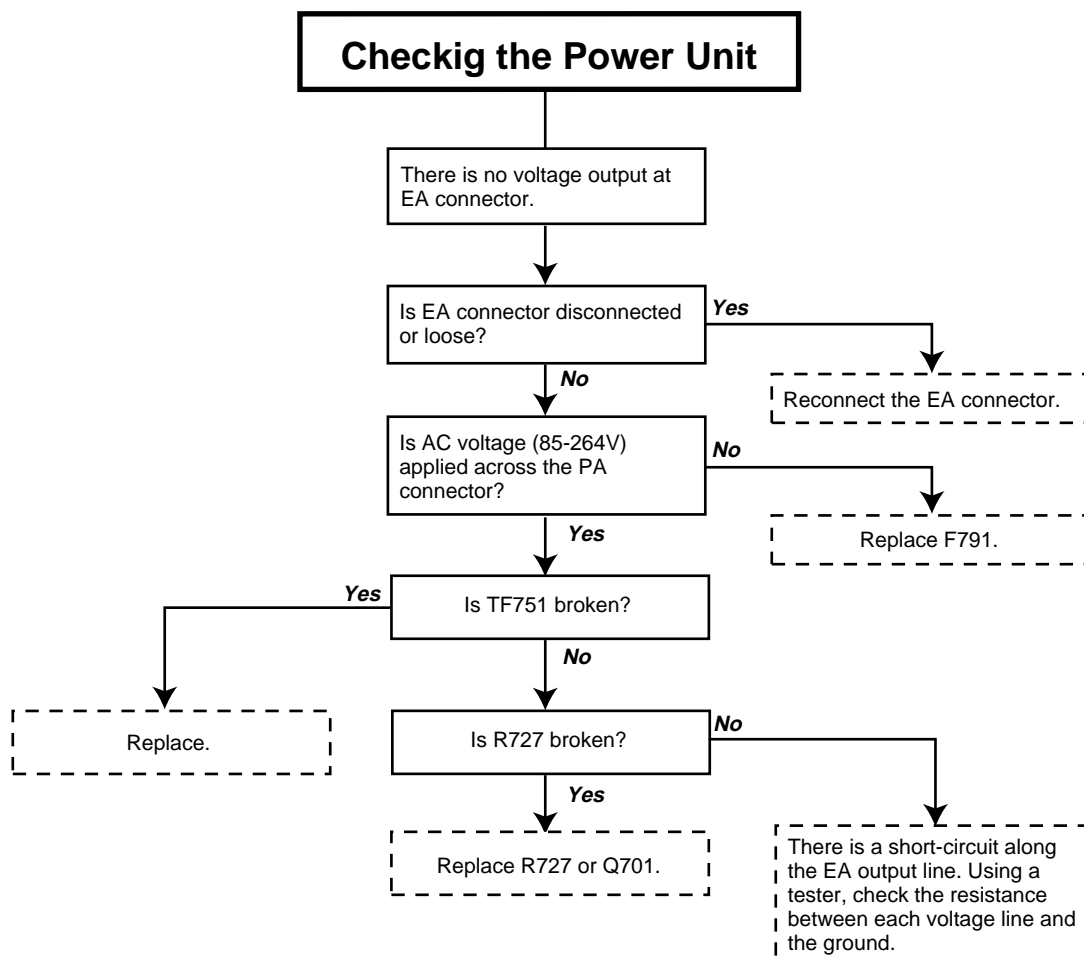 Checkig the Power Unit
There is no voltage output at
EA connector.
Is EA connector disconnected
or loose?
Yes
No
Reconnect the EA connector.
Is AC voltage (85-264V)
applied across the PA
connector?
No
Yes
Replace F791.
Yes
Is TF751 broken?
No
Replace.
Is R727 broken?
No
Yes
Replace R727 or Q701.
There is a short-circuit along
the EA output line. Using a
tester, check the resistance
between each voltage line and
the ground.